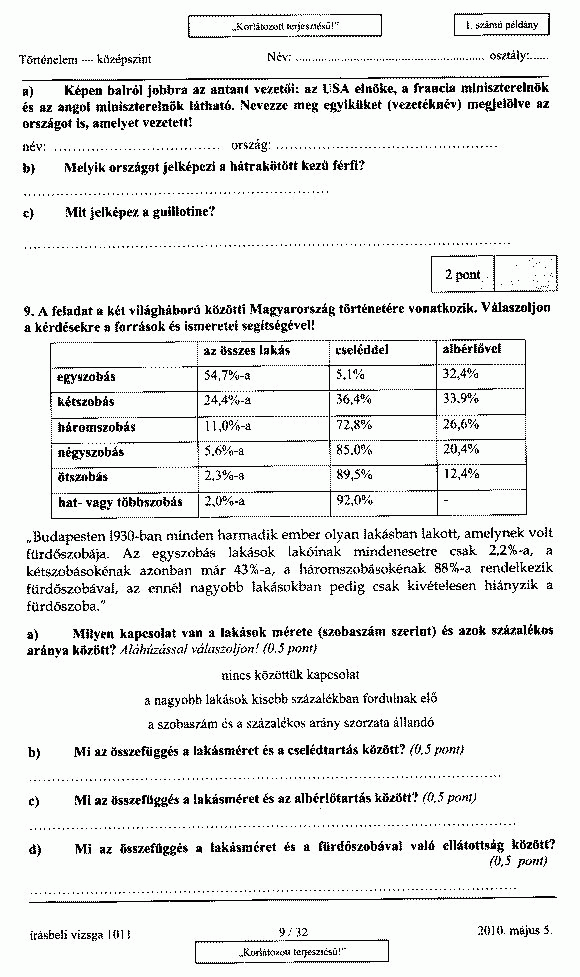 „Korlátozott terjesztésű!” 1. számú példány
Történelem — középszint Név: ................................................................ osztály:......
a) Képen balról jobbra az antant vezetői: az USA elnöke, a francia miniszterelnök
és az angol miniszterelnök látható. Nevezze meg egyiküket (vezetéknév) megjelölve az
országot is, amelyet vezetett!
név: ........................................ ország: ......................................................
b) Melyik országot jelképezi a hátrakötött kezű férfi?
........................................................................
c) Mit jelképez a guillotine?
........................................................................
2 pont
9. A feladat a két világháború közötti Magyarország történetére vonatkozik. Válaszoljon
a kérdésekre a források és ismeretei segítségével!
az összes lakás cseléddel albérlővel
egyszobás 54,7%-a 5,1% 32,4%
kétszobás 24,4%-a 36,4% 33,9%
háromszobás 11,0%-a 72,8% 26,6%
négyszobás 5,6%-a 85,0% 20,4%
ötszobás 2,3%-a 89,5% 12,4%
hat- vagy többszobás 2,0%-a 92,0% -
„Budapesten 1930-ban minden harmadik ember olyan lakásban lakott, amelynek volt
fürdőszobája. Az egyszobás lakások lakóinak mindenesetre csak 2,2%-a, a
kétszobásokénak azonban már 43%-a, a háromszobásokénak 88%-a rendelkezik
fürdőszobával, az ennél nagyobb lakásokban pedig csak kivételesen hiányzik a
fürdőszoba.”
a) Milyen kapcsolat van a lakások mérete (szobaszám szerint) és azok százalékos
aránya között? Aláhúzással válaszoljon! (0,5 pont)
nincs közöttük kapcsolat
a nagyobb lakások kisebb százalékban fordulnak elő
a szobaszám és a százalékos arány szorzata állandó
b) Mi az összefüggés a lakásméret és a cselédtartás között? (0,5 pont)
........................................................................
c) Mi az összefüggés a lakásméret és az albérlőtartás között? (0,5 pont)
........................................................................
d) Mi az összefüggés a lakásméret és a fürdőszobával való ellátottság között?
(0,5 pont)
........................................................................
írásbeli vizsga 1011 9 / 32 2010. május 5.
„Korlátozott terjesztésű!”